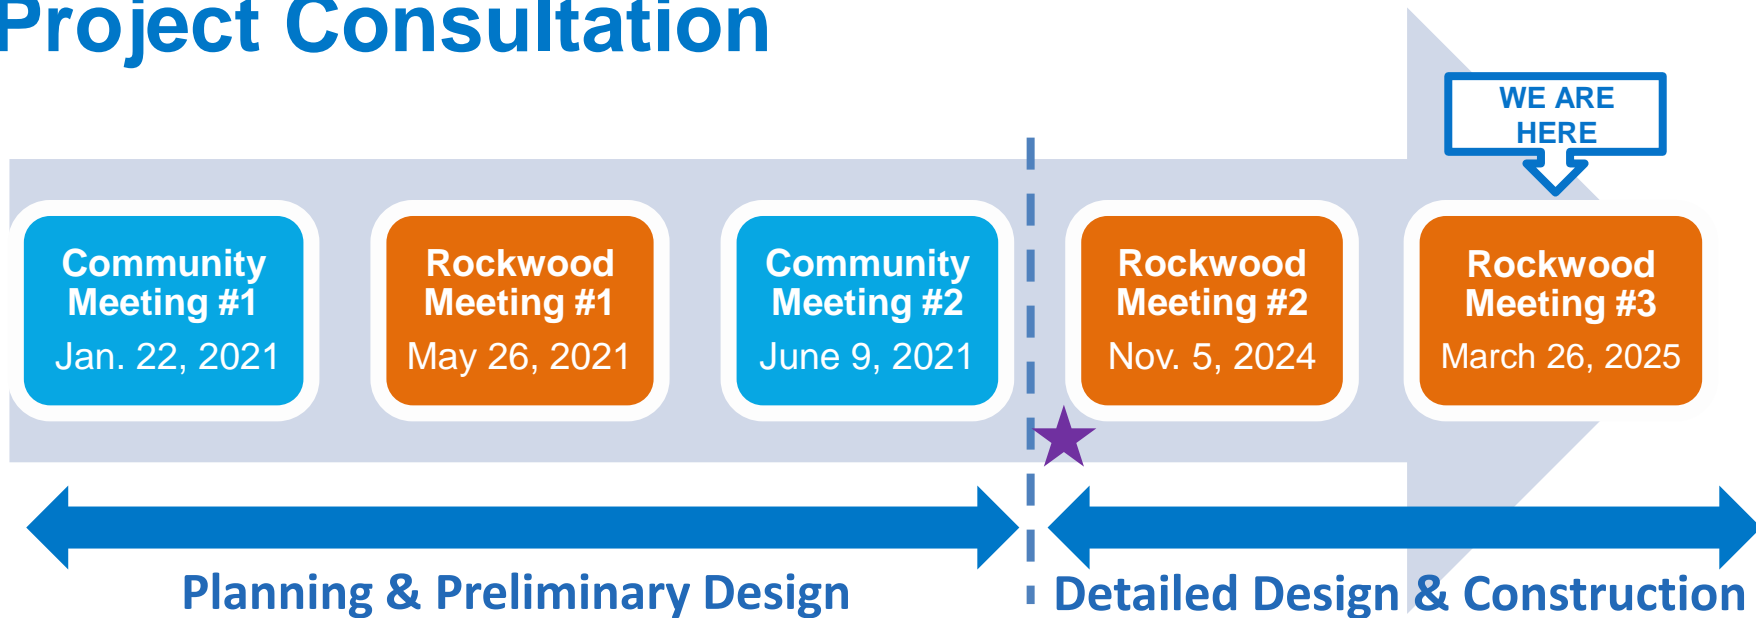 Project Consultation
WE ARE
HERE
Community
Meeting #1
Jan. 22, 2021
Rockwood
Meeting #1
May 26, 2021
Community
Meeting #2
June 9, 2021
Rockwood
Meeting #2
Nov. 5, 2024
Rockwood
Meeting #3
March 26, 2025
Planning & Preliminary Design
Detailed Design & Construction